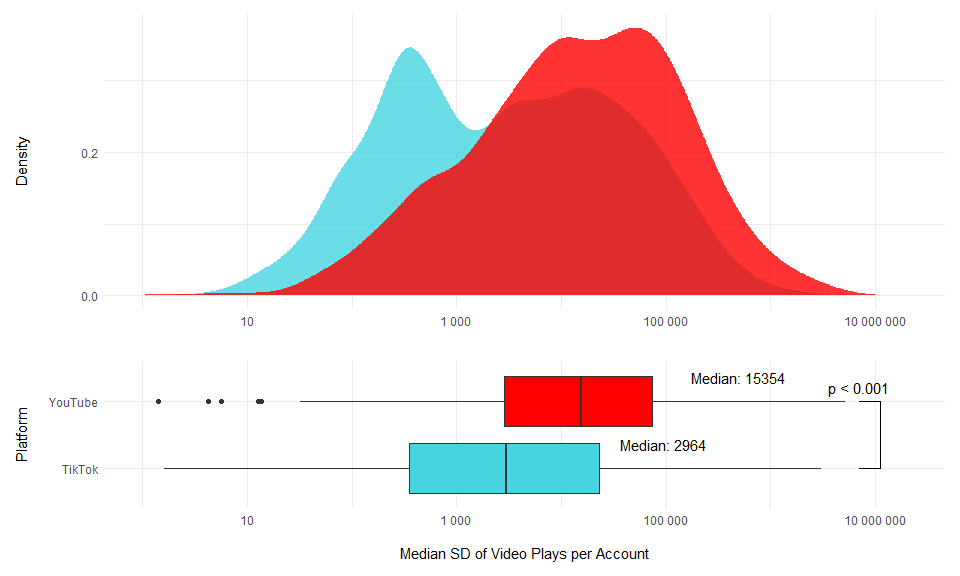 Density
0.2
0.0
10
1 000
100 000
10 000 000
Platform
YouTube
TikTok
Median: 15354
p < 0.001
Median: 2964
10
1 000
100 000
10 000 000
Median SD of Video Plays per Account